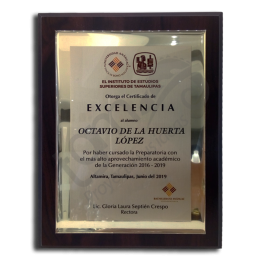 EL INSTITUTO DE ESTUDIOS
SUPERIORES DE TAMAULIPAS
Otorga el Certificado de
EXCELENCIA
al alumno
OCTAVIO DE LA HUERTA
LÓPEZ
Por haber cursado la Preparatoria con
el más alto aprovechamiento académico
de la Generación 2016 - 2019
Altamira, Tamaulipas, Junio del 2019
Lic. Gloria Laura Septién Crespo
Rectora